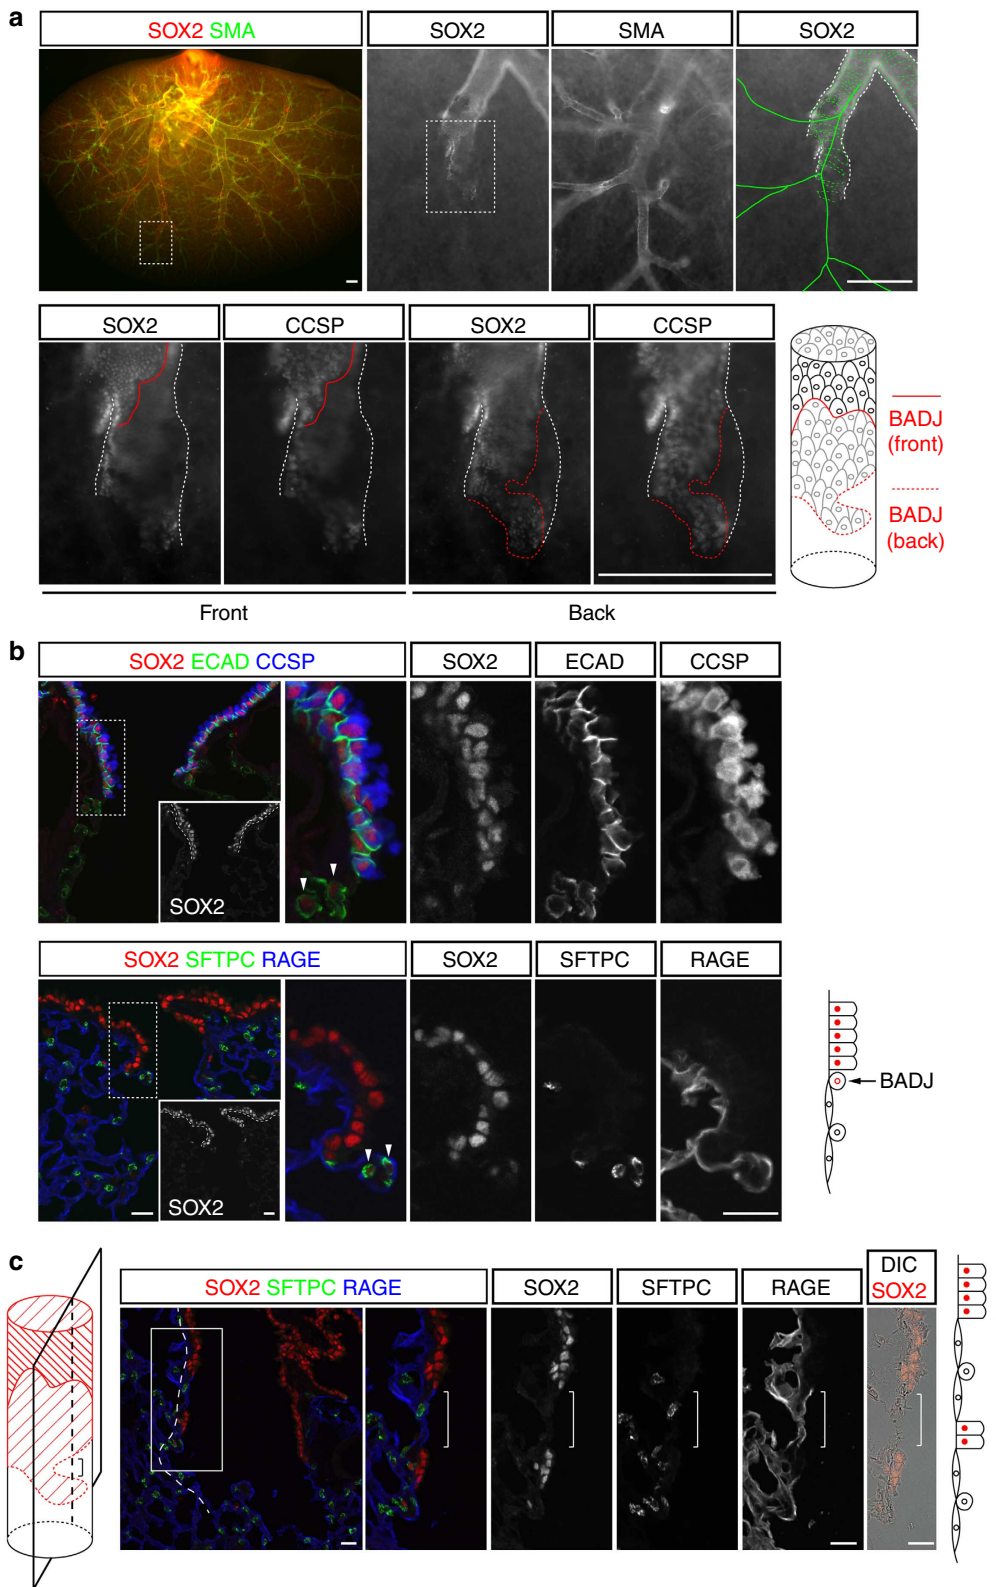 a
SOX2 SMA
SOX2
SMA
SOX2
SOX2
CCSP
SOX2
CCSP
BADJ
(front)
BADJ
(back)
Front
Back
b
SOX2 ECAD CCSP
SOX2
ECAD
CCSP
SOX2
SOX2 SFTPC RAGE
SOX2
SFTPC
RAGE
SOX2
BADJ
c
SOX2 SFTPC RAGE
SOX2
SFTPC
RAGE
DIC
SOX2